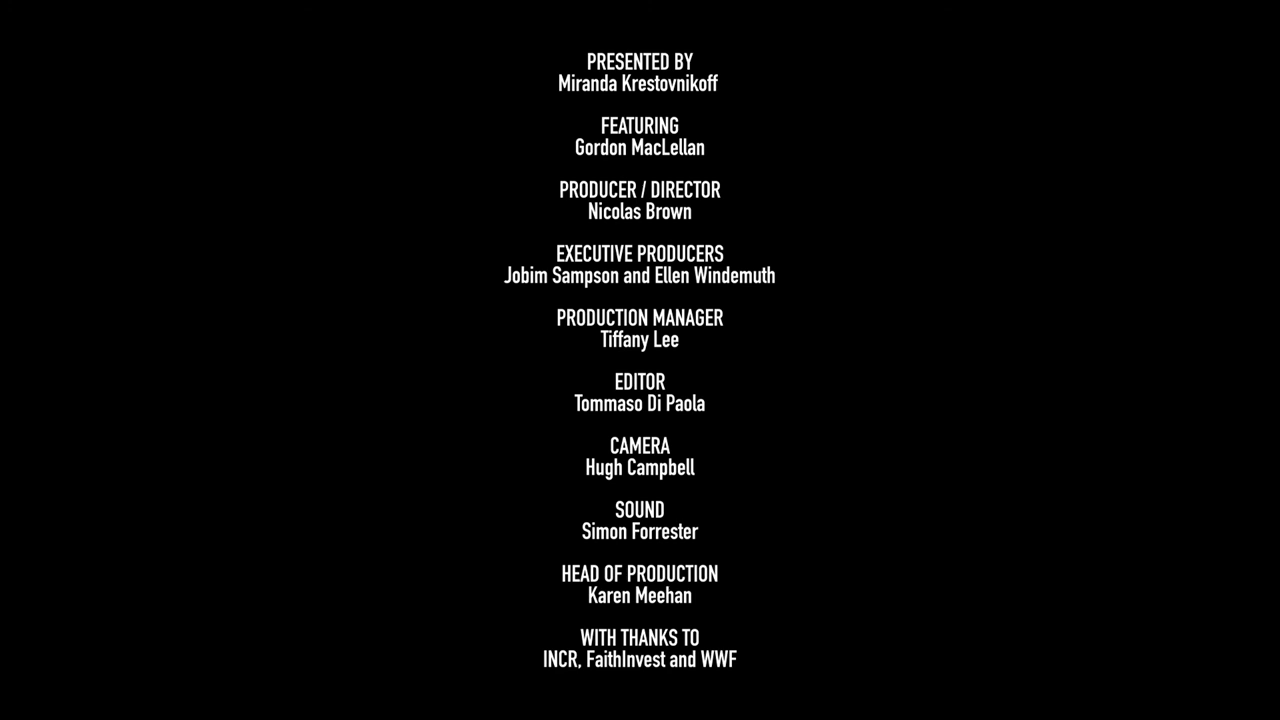 PRESENTED BY
Miranda Krestovnikoff
FEATURING
Gordon MacLellan
PRODUCER / DIRECTOR
Nicolas Brown
EXECUTIVE PRODUCERS
Jobim Sampson and Ellen Windemuth
PRODUCTION MANAGER
Tiffany Lee
EDITOR
Tommaso Di Paola
CAMERA
Hugh Campbell
SOUND
Simon Forrester
HEAD OF PRODUCTION
Karen Meehan
WITH THANKS TO
INCR, FaithInvest and WWF